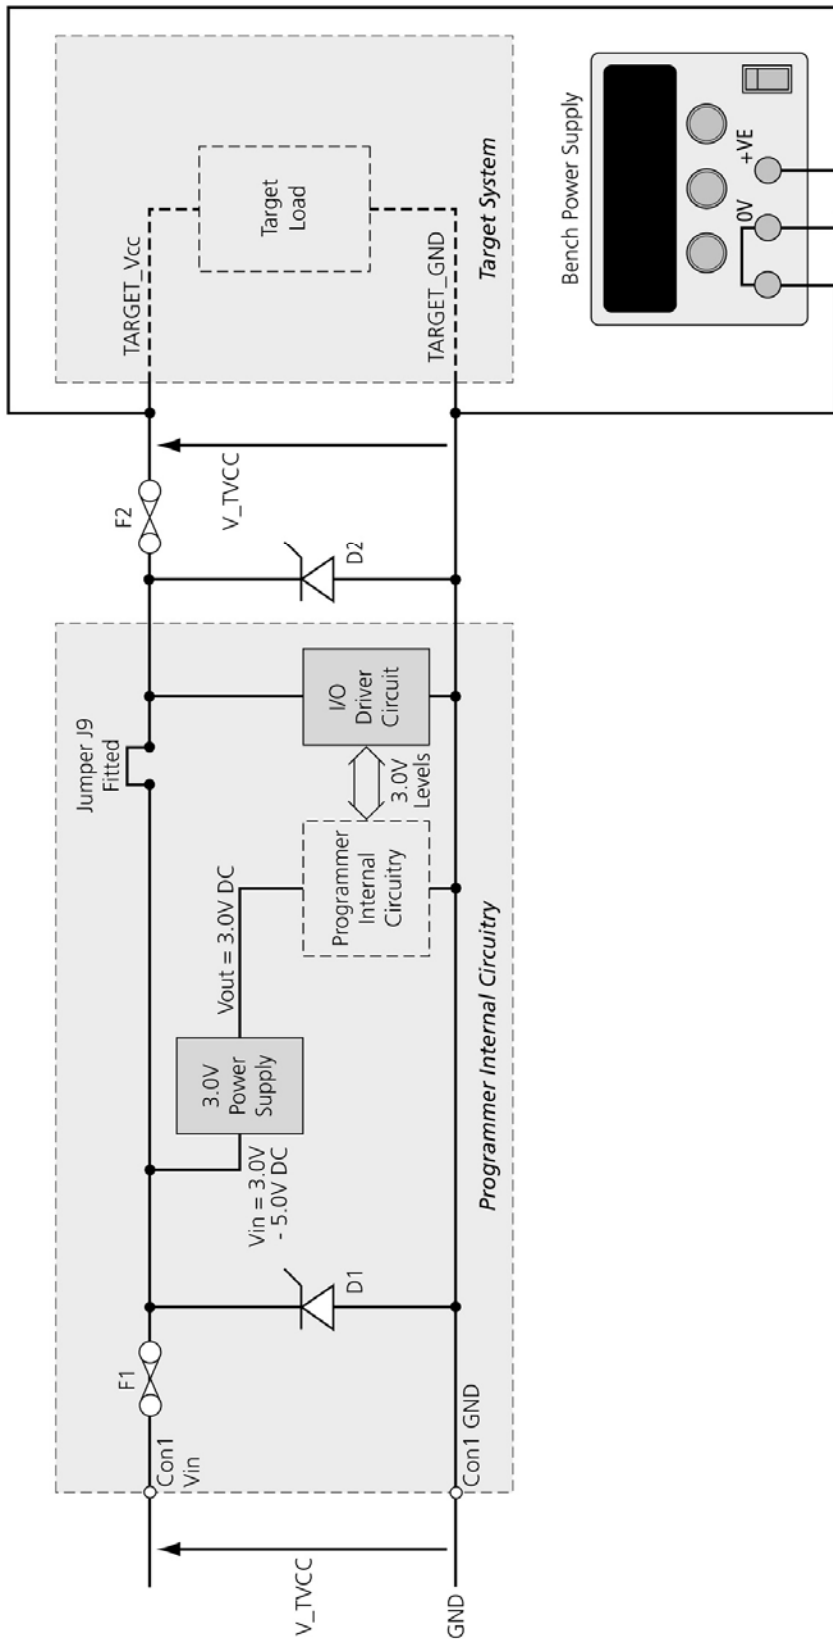 V_TVCC
GND
Con1
Vin
Con1 GND
F1
D1
Vin = 3.0V
- 5.0V DC
3.0V
Power
Supply
Vout = 3.0V DC
Programmer
Internal
Circuitry
3.0V
Levels
I/O
Driver
Circuit
Jumper J9
Fitted
Programmer Internal Circuitry
D2
F2
V_TVCC
TARGET_Vcc
TARGET_GND
Target
Load
Target System
Bench Power Supply
0V
+VE